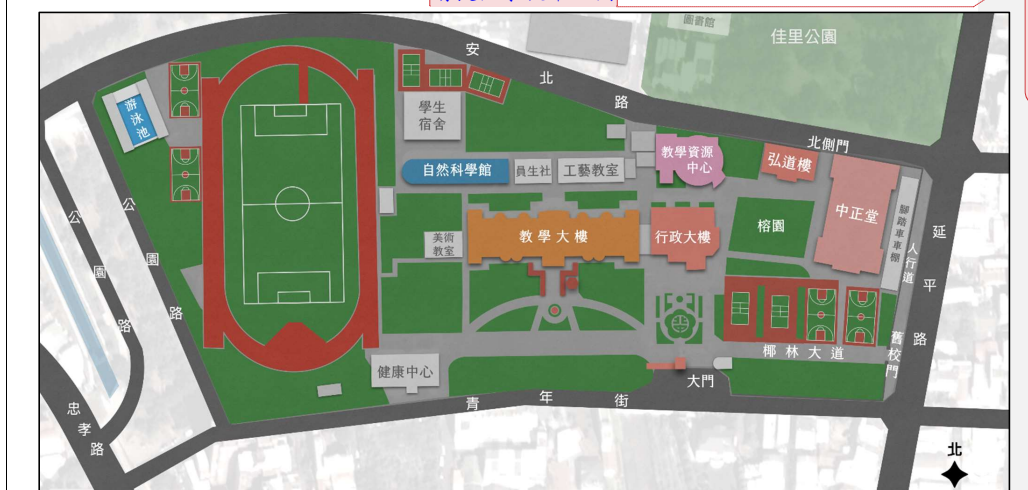 圖書館
佳里公園
安北路
北側門
游泳池
學生
宿舍
教學資源
中心
弘道樓
自然科學館
員生社
工藝教室
中正堂
腳踏車車棚
人行道
延平路
公園路
公園路
美術
教室
教學大樓
行政大樓
榕園
椰林大道
舊校門
健康中心
大門
青年街
忠孝路
北